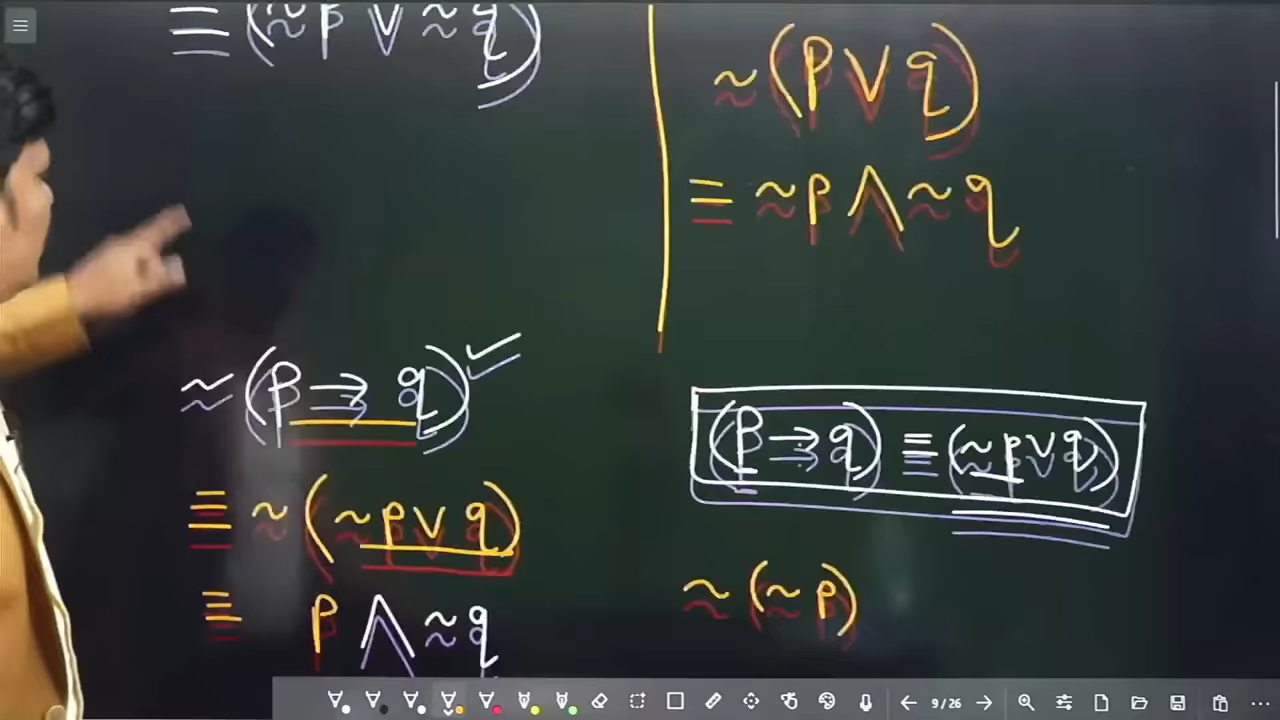 ≡ (~p ∨ ~q)
~(p ∨ q)
≡ ~p ∧ ~q
~(p → q) ✓
≡ ~(~p ∨ q)
≡ p ∧ ~q
(p → q) ≡ (~p ∨ q)
~(~p)
9/26